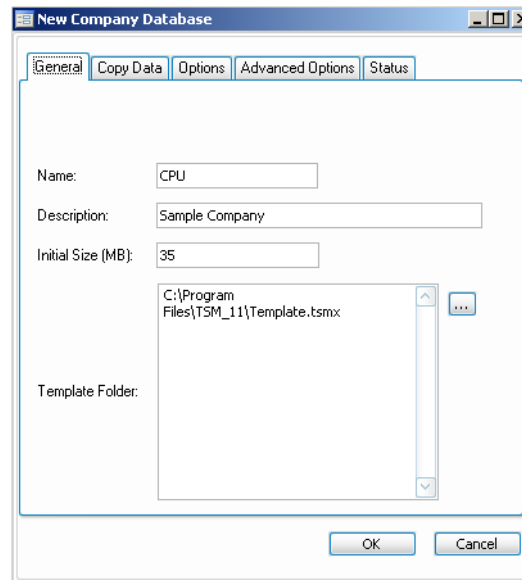 New Company Database
General Copy Data Options Advanced Options Status
Name: CPU
Description: Sample Company
Initial Size (MB): 35
C:\Program
Files\TSM_11\Template.tsmx
...
Template Folder:
OK Cancel